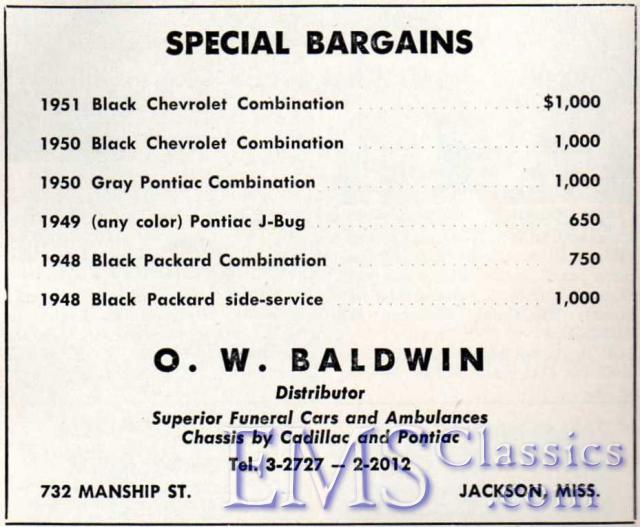 SPECIAL BARGAINS
1951 Black Chevrolet Combination $1,000
1950 Black Chevrolet Combination 1,000
1950 Gray Pontiac Combination 1,000
1949 (any color) Pontiac J-Bug 650
1948 Black Packard Combination 750
1948 Black Packard side-service 1,000
O. W. BALDWIN
Distributor
Superior Funeral Cars and Ambulances
Chassis by Cadillac and Pontiac
Tel. 3-2727 — 2-2012
732 MANSHIP ST. JACKSON, MISS.
EMSClassics
.com